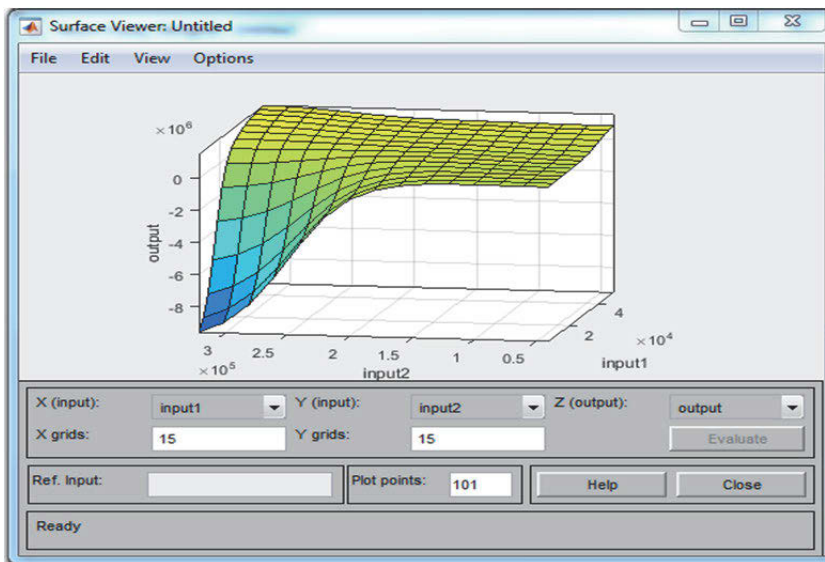 Surface Viewer: Untitled
File Edit View Options
× 10⁶
0
-2
-4
-6
-8
output
3 2.5 2 1.5 1 0.5
× 10⁵
input2
2 4
× 10⁴
input1
X (input): input1 Y (input): input2 Z (output): output
X grids: 15 Y grids: 15 Evaluate
Ref. Input: Plot points: 101 Help Close
Ready